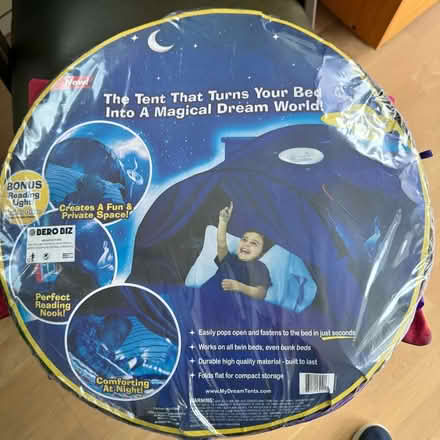 New!
The Tent That Turns Your Bed
Into A Magical Dream World!
BONUS
Reading
Light
Creates A Fun &
Private Space!
BERO BIZ
Perfect
Reading
Nook!
Comforting
At Night!
Easily pops open and fastens to the bed in just seconds
Works on all twin beds, even bunk beds
Durable high quality material - built to last
Folds flat for compact storage
www.MyDreamTents.com
WARNING: